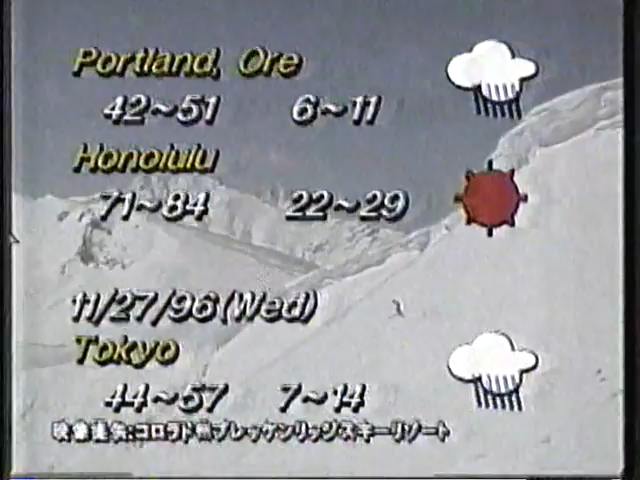 Portland, Ore
42~51 6~11
Honolulu
71~84 22~29
11/27/96(Wed)
Tokyo
44~57 7~14
映像提供:コロラド州ブレッケンリッジスキーリゾート